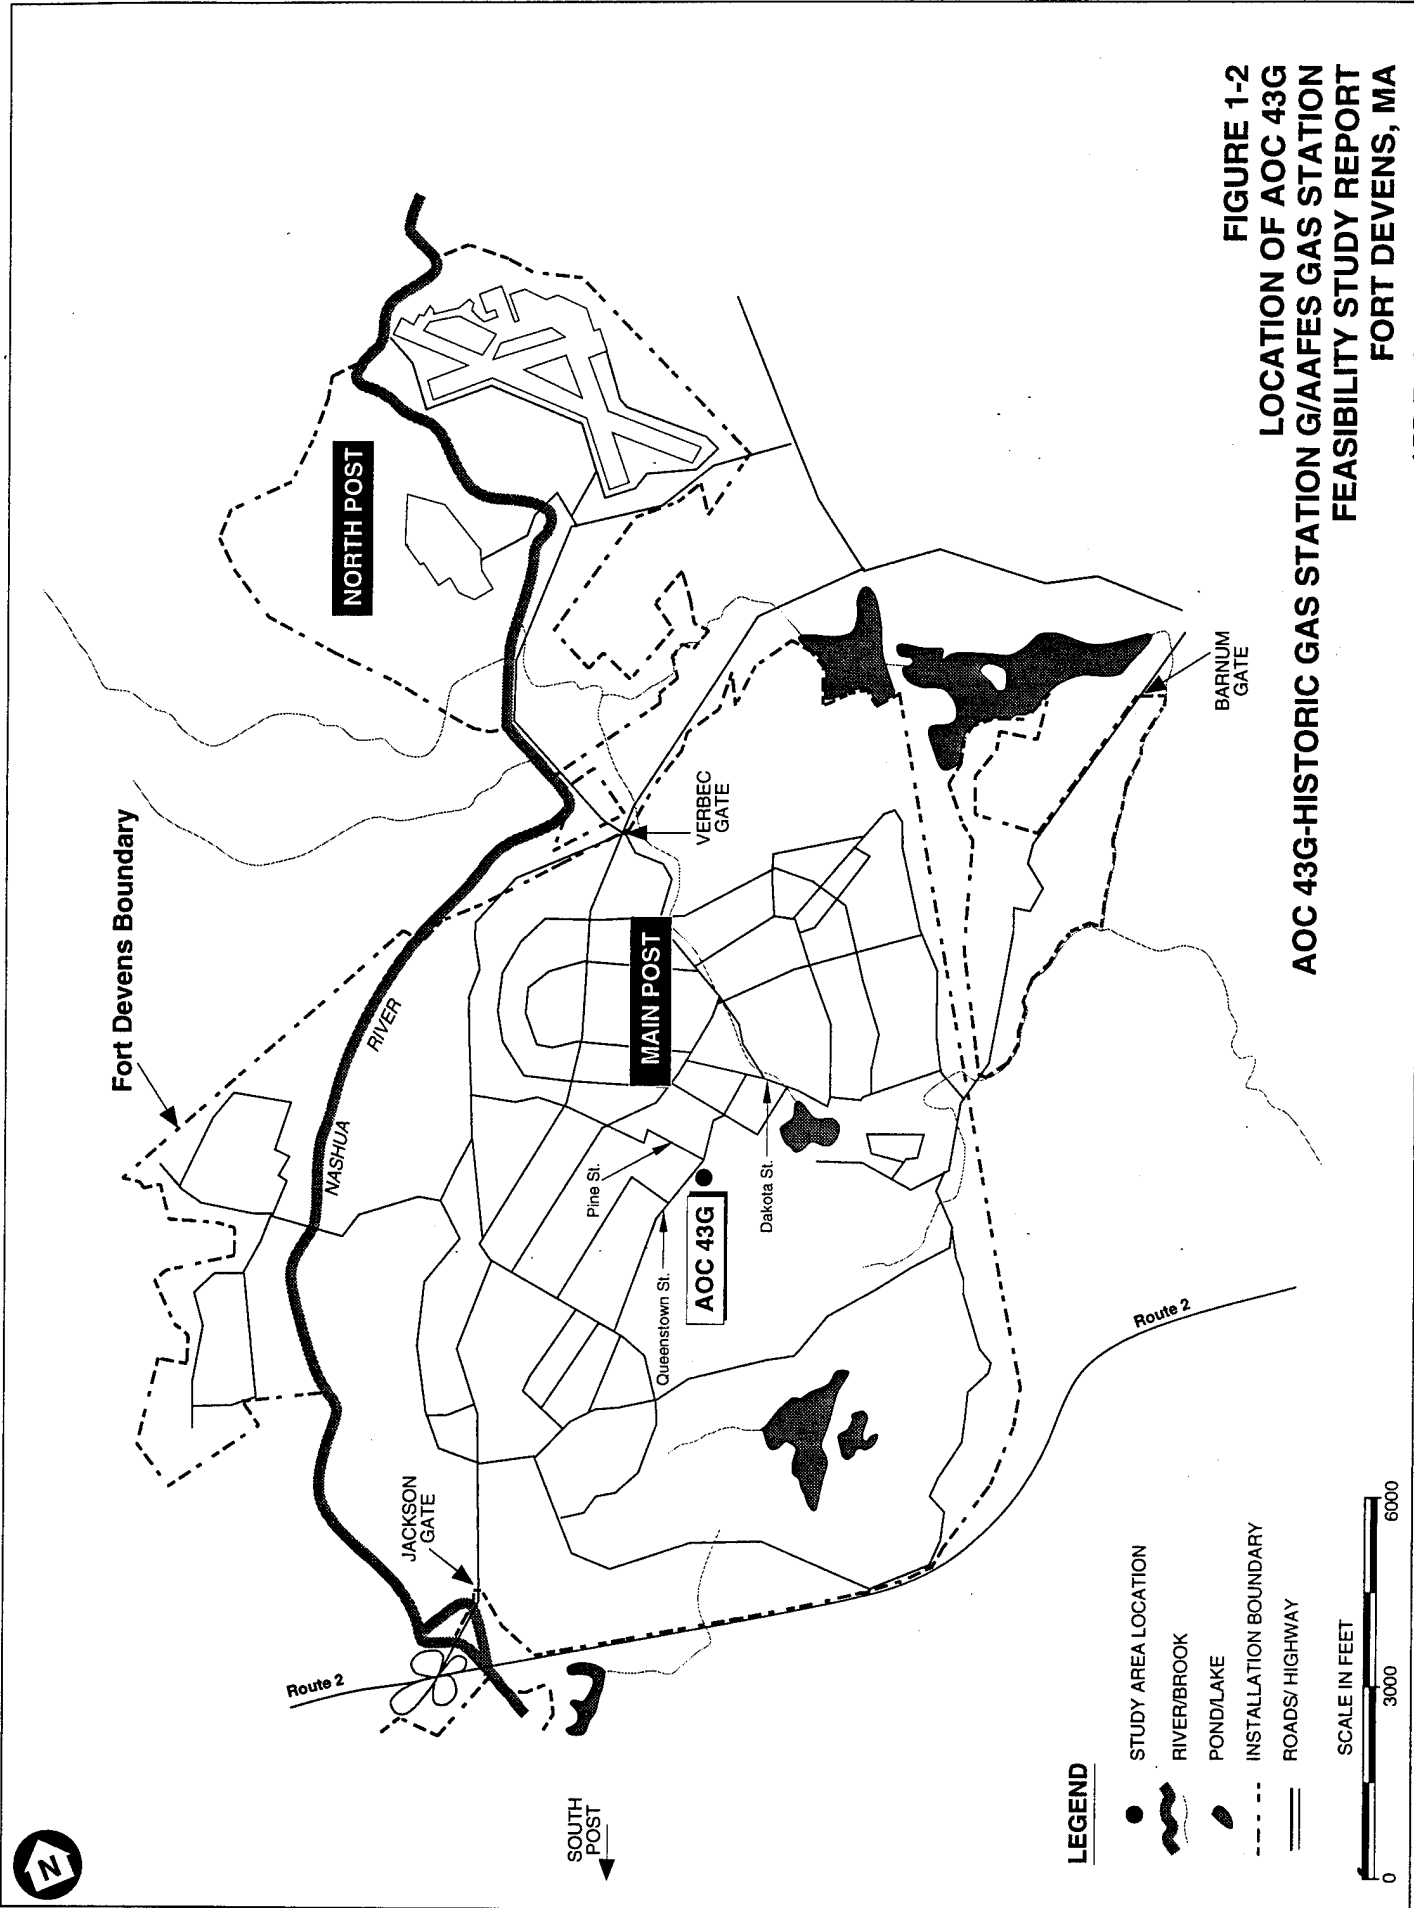 N
SOUTH
POST
Route 2
JACKSON
GATE
Fort Devens Boundary
NASHUA
RIVER
NORTH POST
MAIN POST
VERBEC
GATE
Pine St.
Queenstown St.
AOC 43G
Dakota St.
BARNUM
GATE
Route 2
LEGEND
STUDY AREA LOCATION
RIVER/BROOK
POND/LAKE
INSTALLATION BOUNDARY
ROADS/ HIGHWAY
SCALE IN FEET
0 3000 6000
FIGURE 1-2
LOCATION OF AOC 43G
AOC 43G-HISTORIC GAS STATION G/AAFES GAS STATION
FEASIBILITY STUDY REPORT
FORT DEVENS, MA